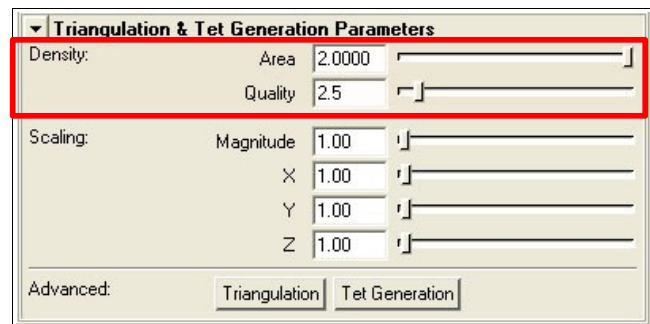 Triangulation & Tet Generation Parameters
Density: Area 2.0000
Quality 2.5
Scaling: Magnitude 1.00
X 1.00
Y 1.00
Z 1.00
Advanced: Triangulation Tet Generation